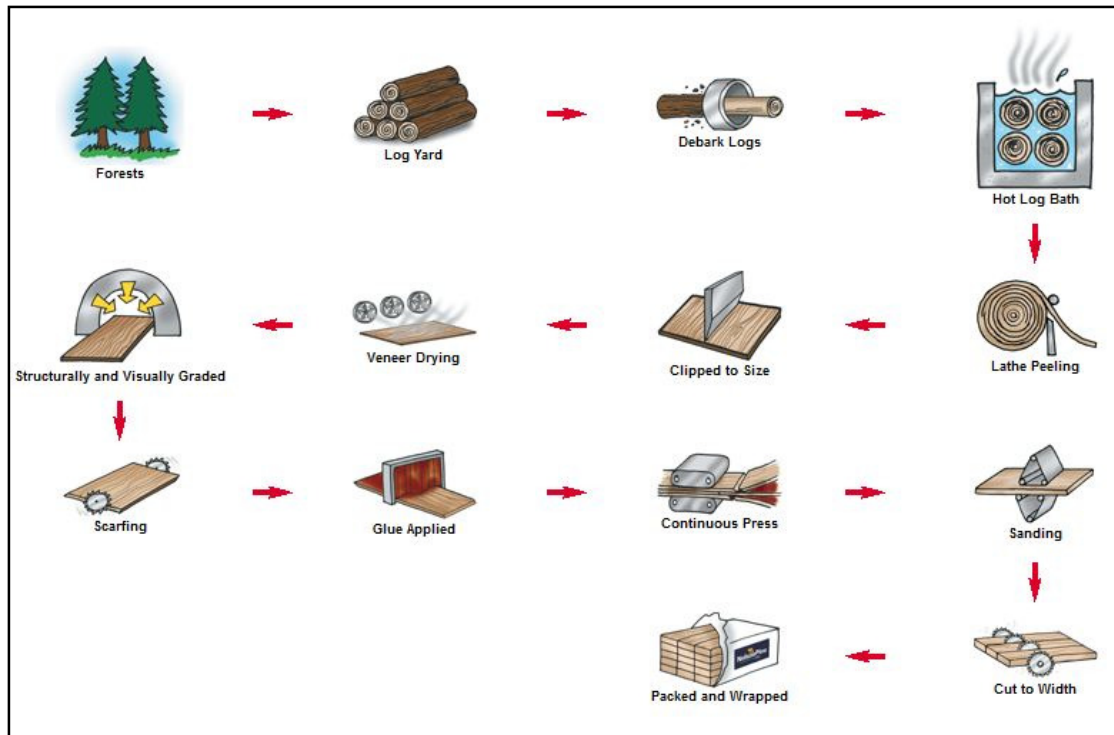 Forests
Log Yard
Debark Logs
Hot Log Bath
Lathe Peeling
Clipped to Size
Veneer Drying
Structurally and Visually Graded
Scarfing
Glue Applied
Continuous Press
Sanding
Cut to Width
Packed and Wrapped